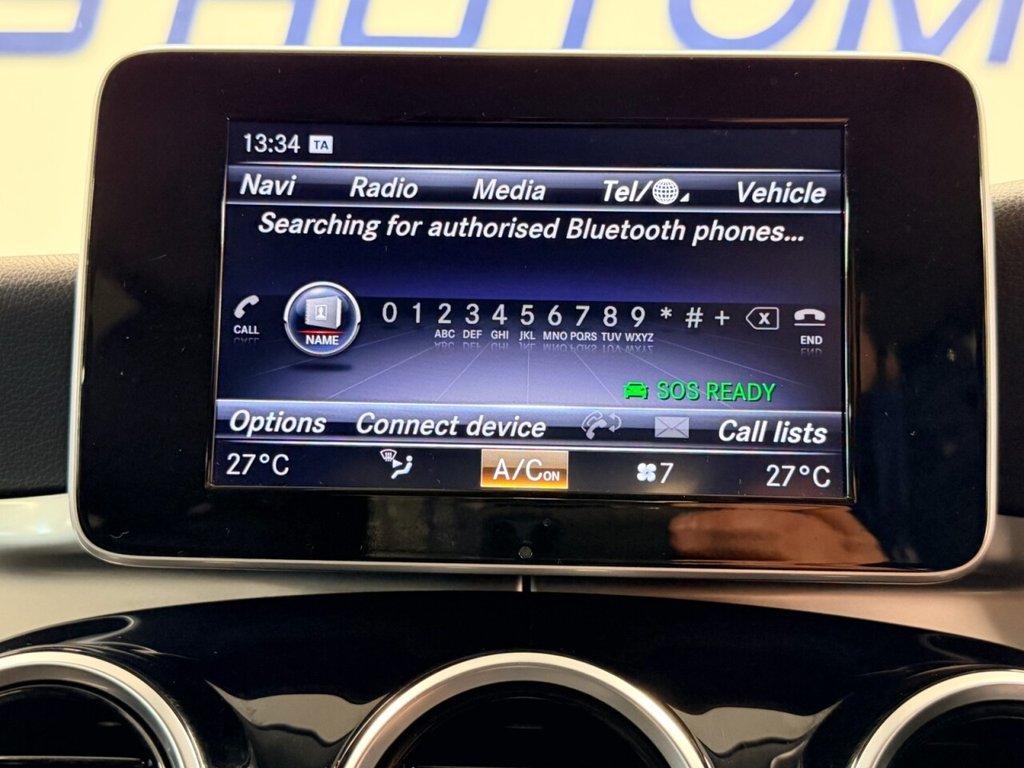 AUTOM
13:34 TA
Navi Radio Media Tel/ Vehicle
Searching for authorised Bluetooth phones...
CALL NAME 0 1 2 3 4 5 6 7 8 9 * # + X END
ABC DEF GHI JKL MNO PQRS TUV WXYZ
SOS READY
Options Connect device Call lists
27°C A/C ON 7 27°C